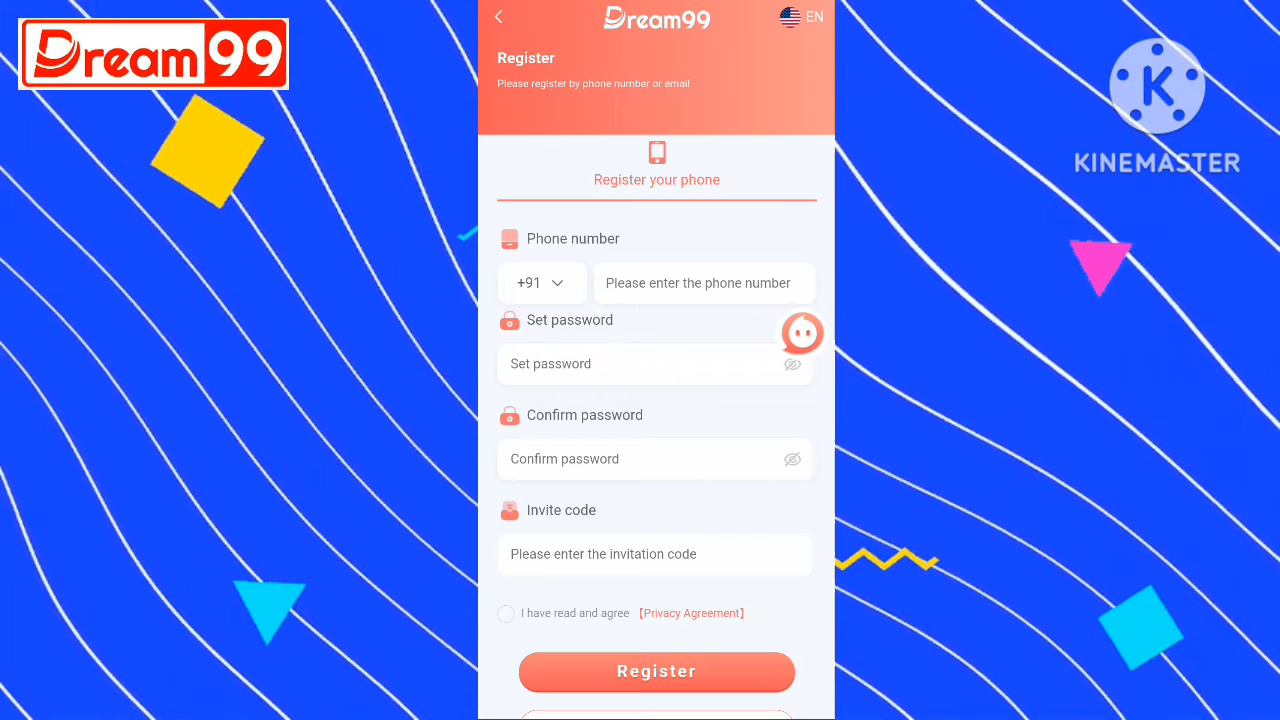 Dream99
Dream99
EN
Register
Please register by phone number or email
K
KINEMASTER
Register your phone
Phone number
+91
Please enter the phone number
Set password
Set password
Confirm password
Confirm password
Invite code
Please enter the invitation code
I have read and agree 【Privacy Agreement】
Register